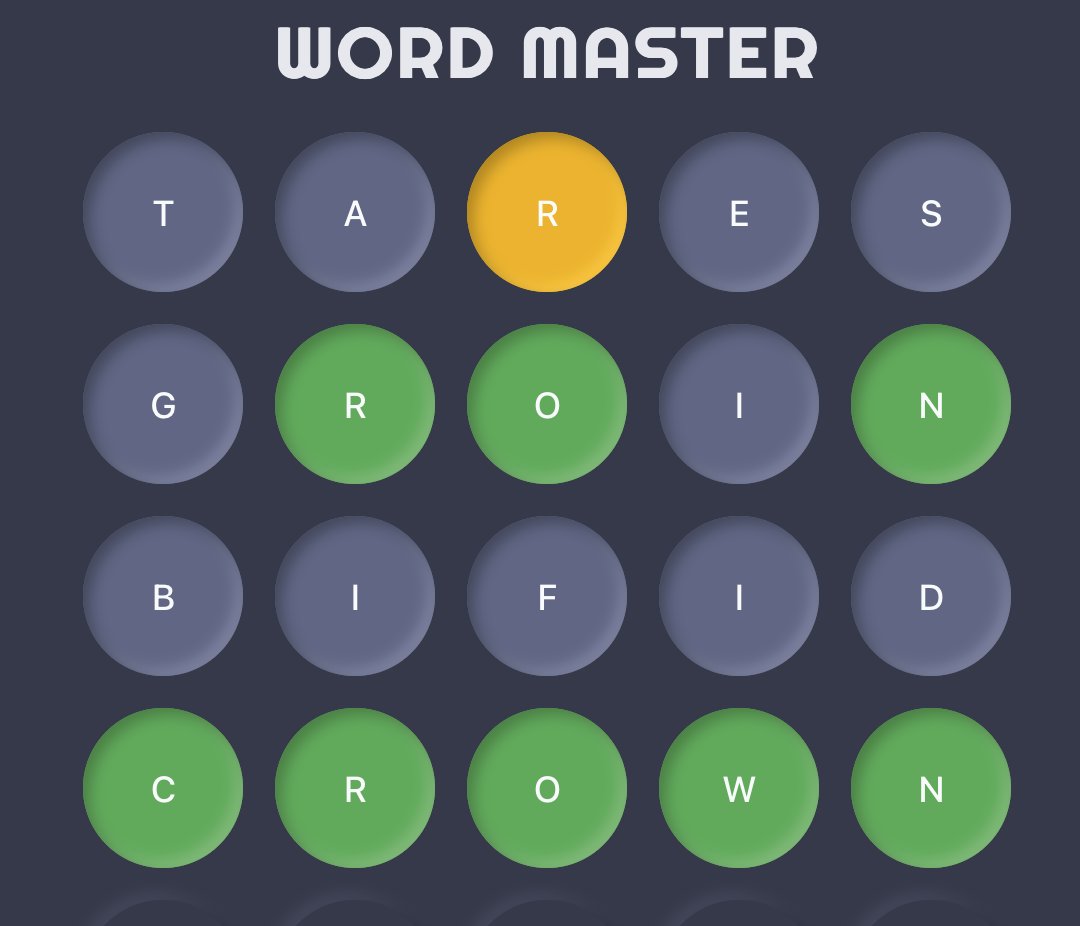 WORD MASTER
T A R E S
G R O I N
B I F I D
C R O W N